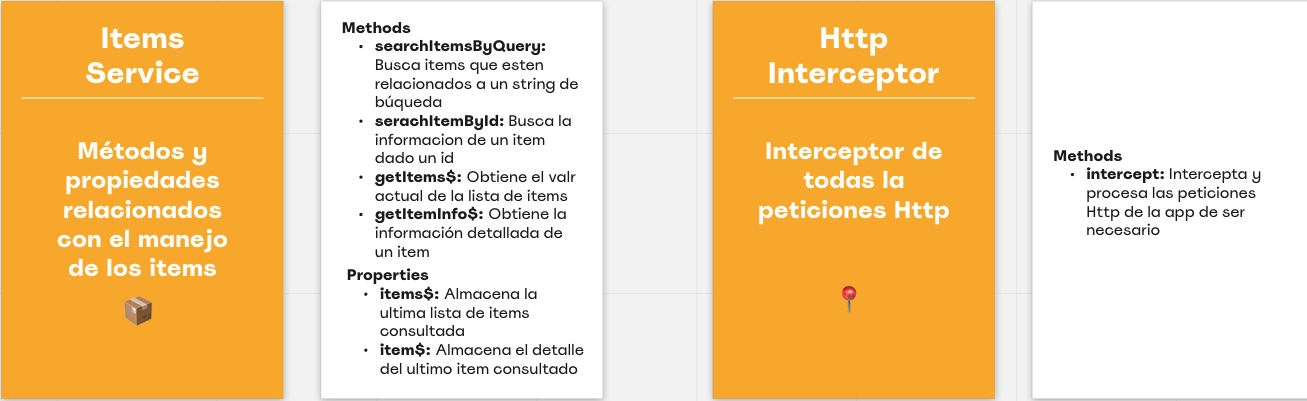 Items
Service
Métodos y
propiedades
relacionados
con el manejo
de los items
Methods
• searchItemsByQuery:
Busca items que esten
relacionados a un string de
búqueda
• serachItemById: Busca la
informacion de un item
dado un id
• getItems$: Obtiene el valr
actual de la lista de items
• getItemInfo$: Obtiene la
información detallada de
un item
Properties
• items$: Almacena la
ultima lista de items
consultada
• item$: Almacena el detalle
del ultimo item consultado
Http
Interceptor
Interceptor de
todas la
peticiones Http
Methods
• intercept: Intercepta y
procesa las peticiones
Http de la app de ser
necesario